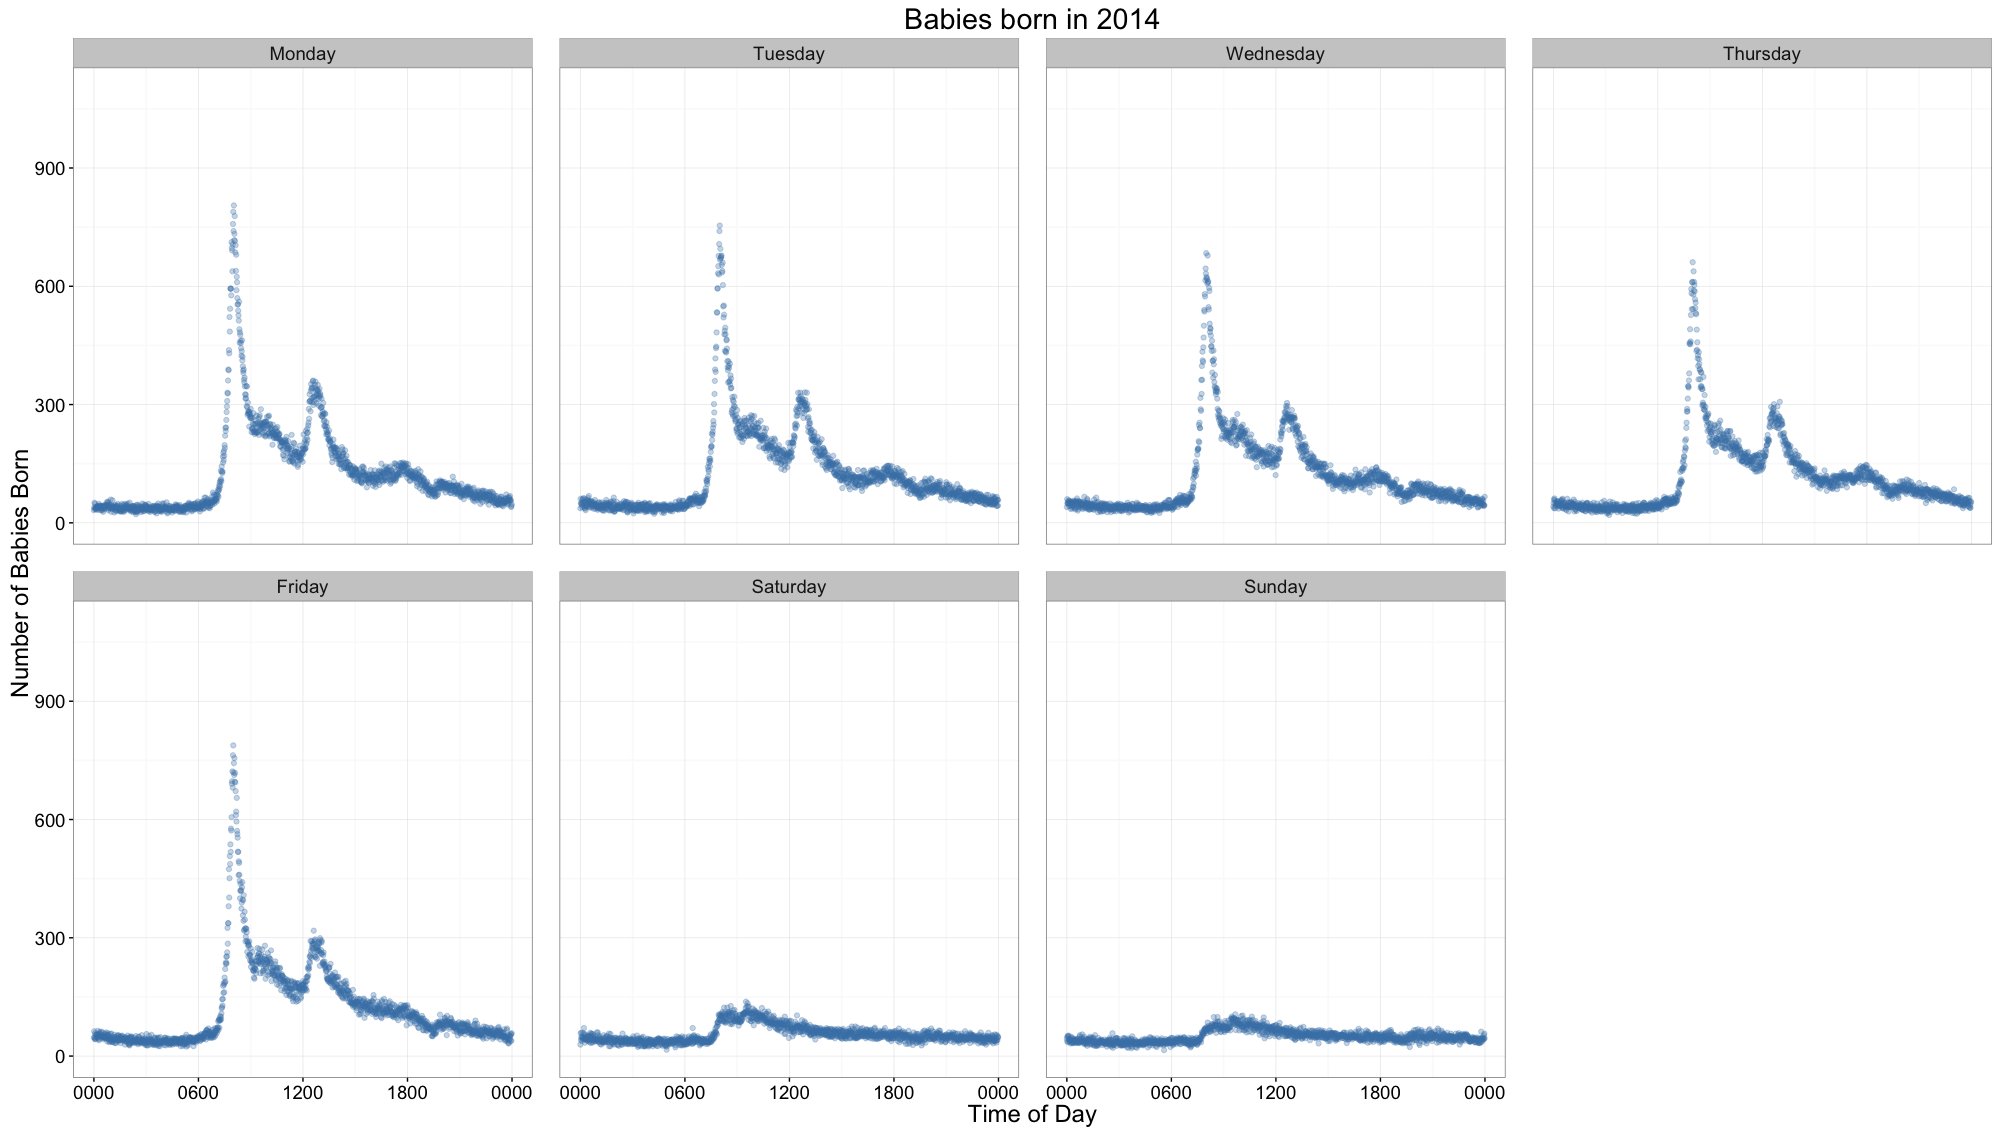 Babies born in 2014
Monday Tuesday Wednesday Thursday
900
600
300
0
Number of Babies Born
Friday Saturday Sunday
900
600
300
0
0000 0600 1200 1800 0000 0000 0600 1200 1800 0000 0000 0600 1200 1800 0000
Time of Day